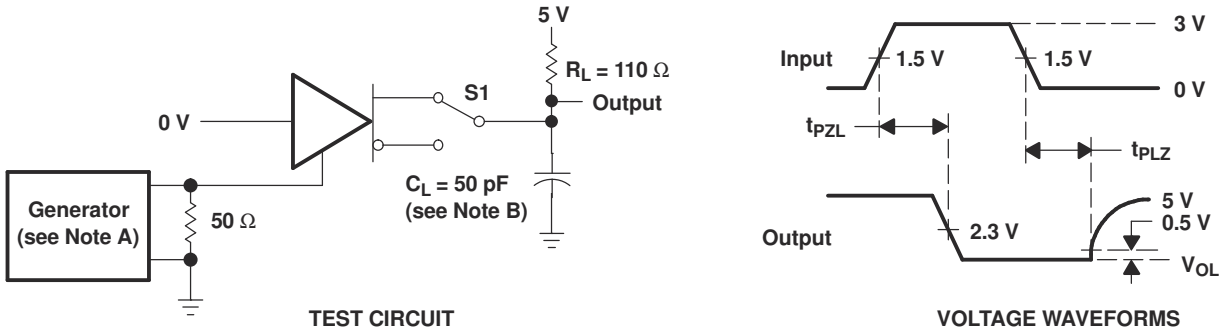 5 V
R_L = 110 Ω
S1
Output
0 V
C_L = 50 pF
(see Note B)
Generator
(see Note A)
50 Ω
TEST CIRCUIT
3 V
Input
1.5 V
1.5 V
0 V
t_PZL
t_PLZ
5 V
0.5 V
Output
2.3 V
V_OL
VOLTAGE WAVEFORMS